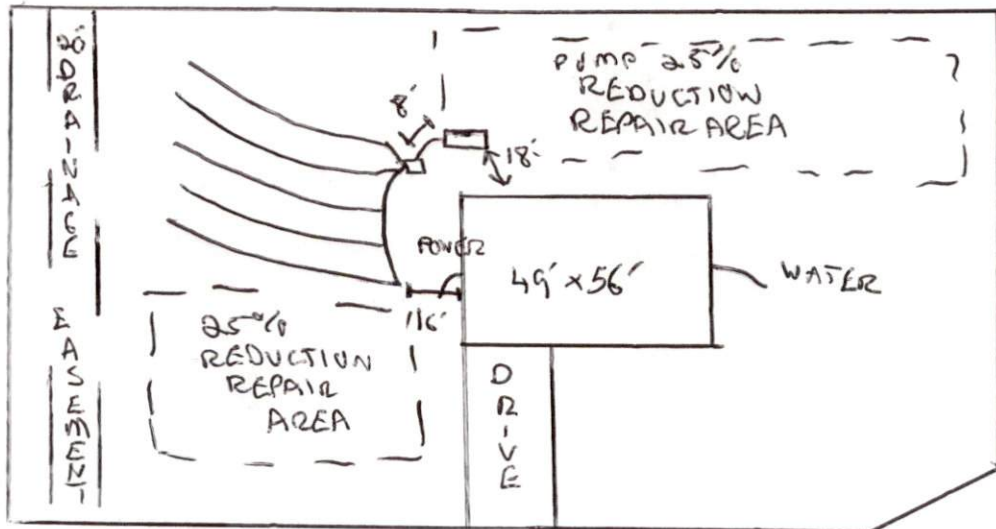 20' DRAINAGE EASEMENT
PUMP 25%
REDUCTION
REPAIR AREA
8'
18'
POWER
49' x 56'
WATER
16'
25%
REDUCTION
REPAIR
AREA
DRIVE